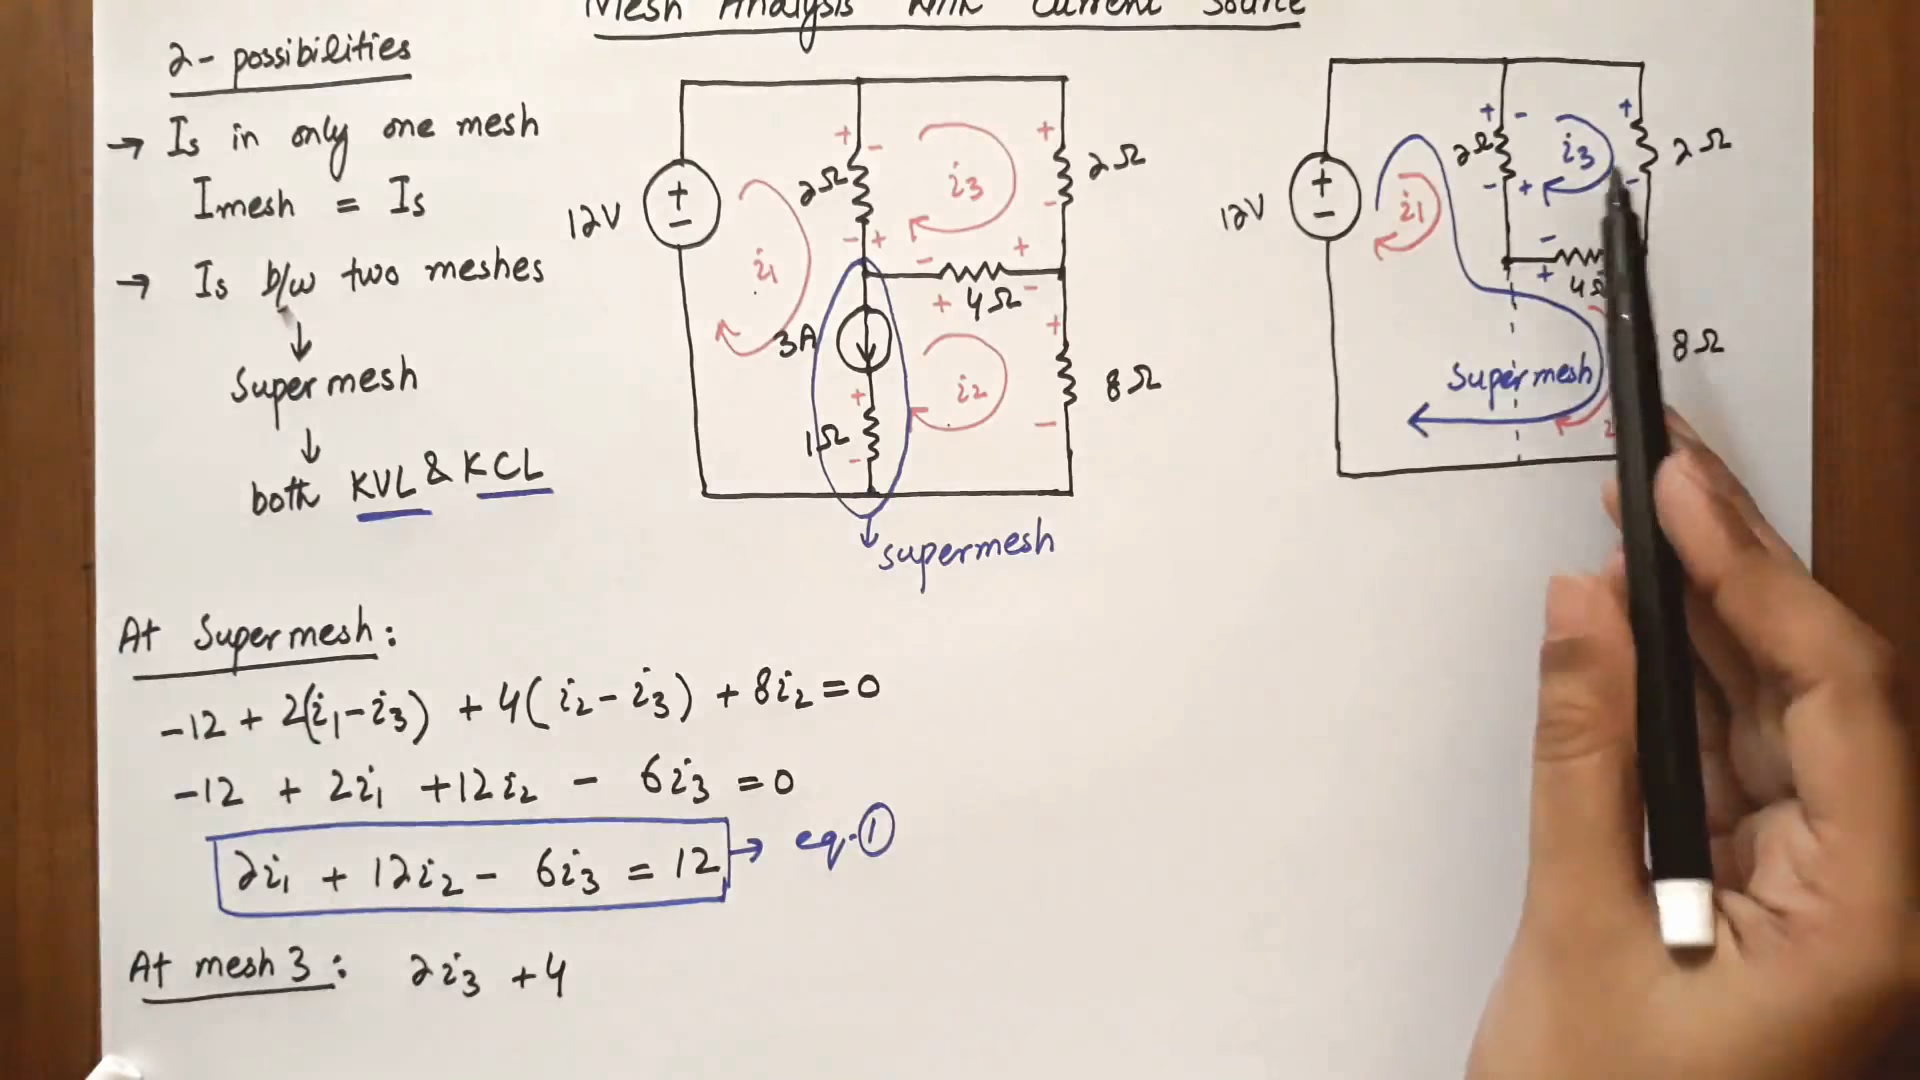 Mesh Analysis with Current Source
2 - possibilities
→ Is in only one mesh
Imesh = Is
→ Is b/w two meshes
↓
Supermesh
↓
both KVL & KCL
12V
+
-
i₁
2Ω
+ -
- +
i₃
+
-
2Ω
- +
4Ω
+ -
3A
i₂
+
-
8Ω
+
1Ω
-
supermesh
12V
+
-
i₁
+ -
2Ω
- +
i₃
+
-
2Ω
-
+
4Ω
8Ω
Supermesh
At Supermesh:
-12 + 2(i₁-i₃) + 4(i₂-i₃) + 8i₂ = 0
-12 + 2i₁ +12i₂ - 6i₃ = 0
2i₁ + 12i₂ - 6i₃ = 12 → eq.①
At mesh 3: 2i₃ +4